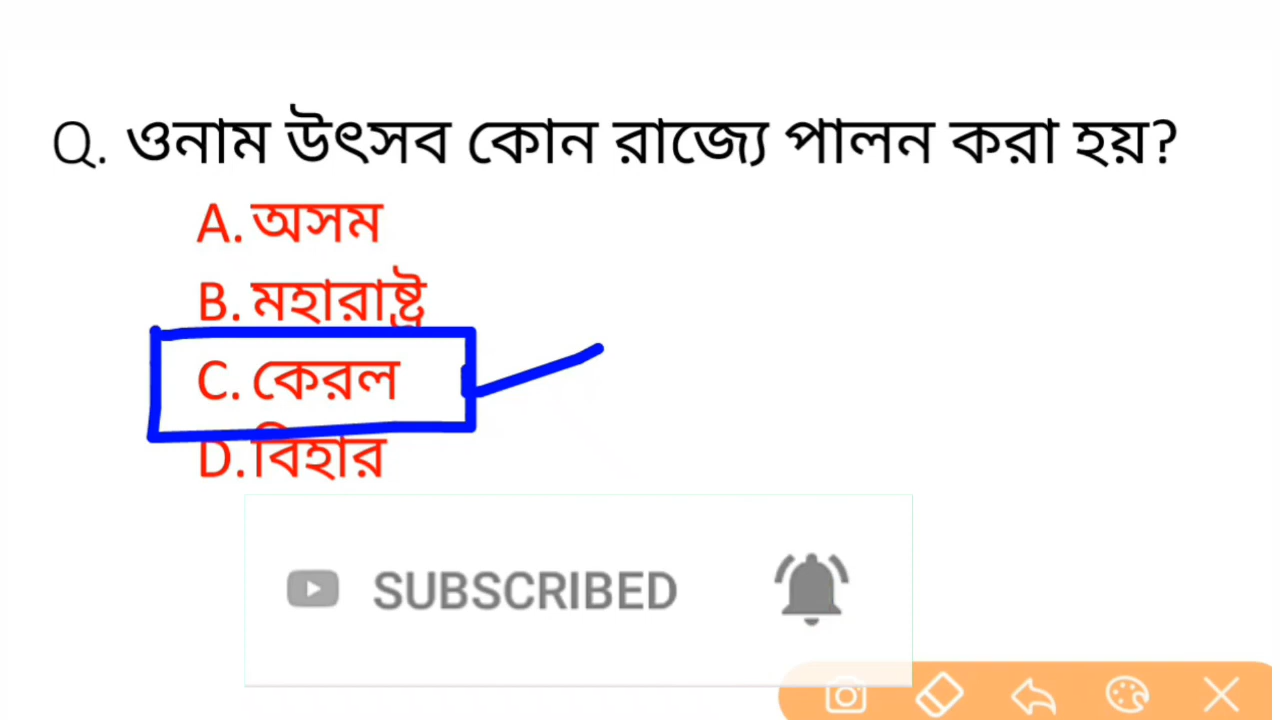 Q. ওনাম উৎসব কোন রাজ্যে পালন করা হয়?
A. অসম
B. মহারাষ্ট্র
C. কেরল
D. বিহার
SUBSCRIBED